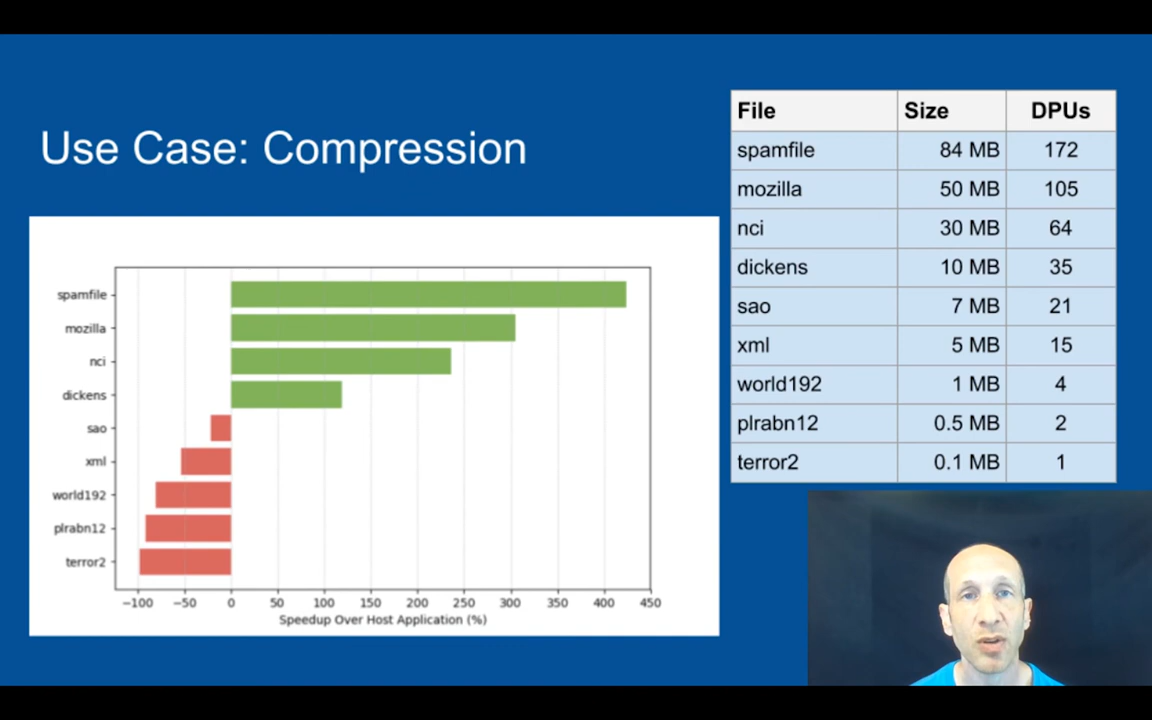 Use Case: Compression
File Size DPUs
spamfile 84 MB 172
mozilla 50 MB 105
nci 30 MB 64
dickens 10 MB 35
sao 7 MB 21
xml 5 MB 15
world192 1 MB 4
plrabn12 0.5 MB 2
terror2 0.1 MB 1
spamfile
mozilla
nci
dickens
sao
xml
world192
plrabn12
terror2
−100 −50 0 50 100 150 200 250 300 350 400 450
Speedup Over Host Application (%)